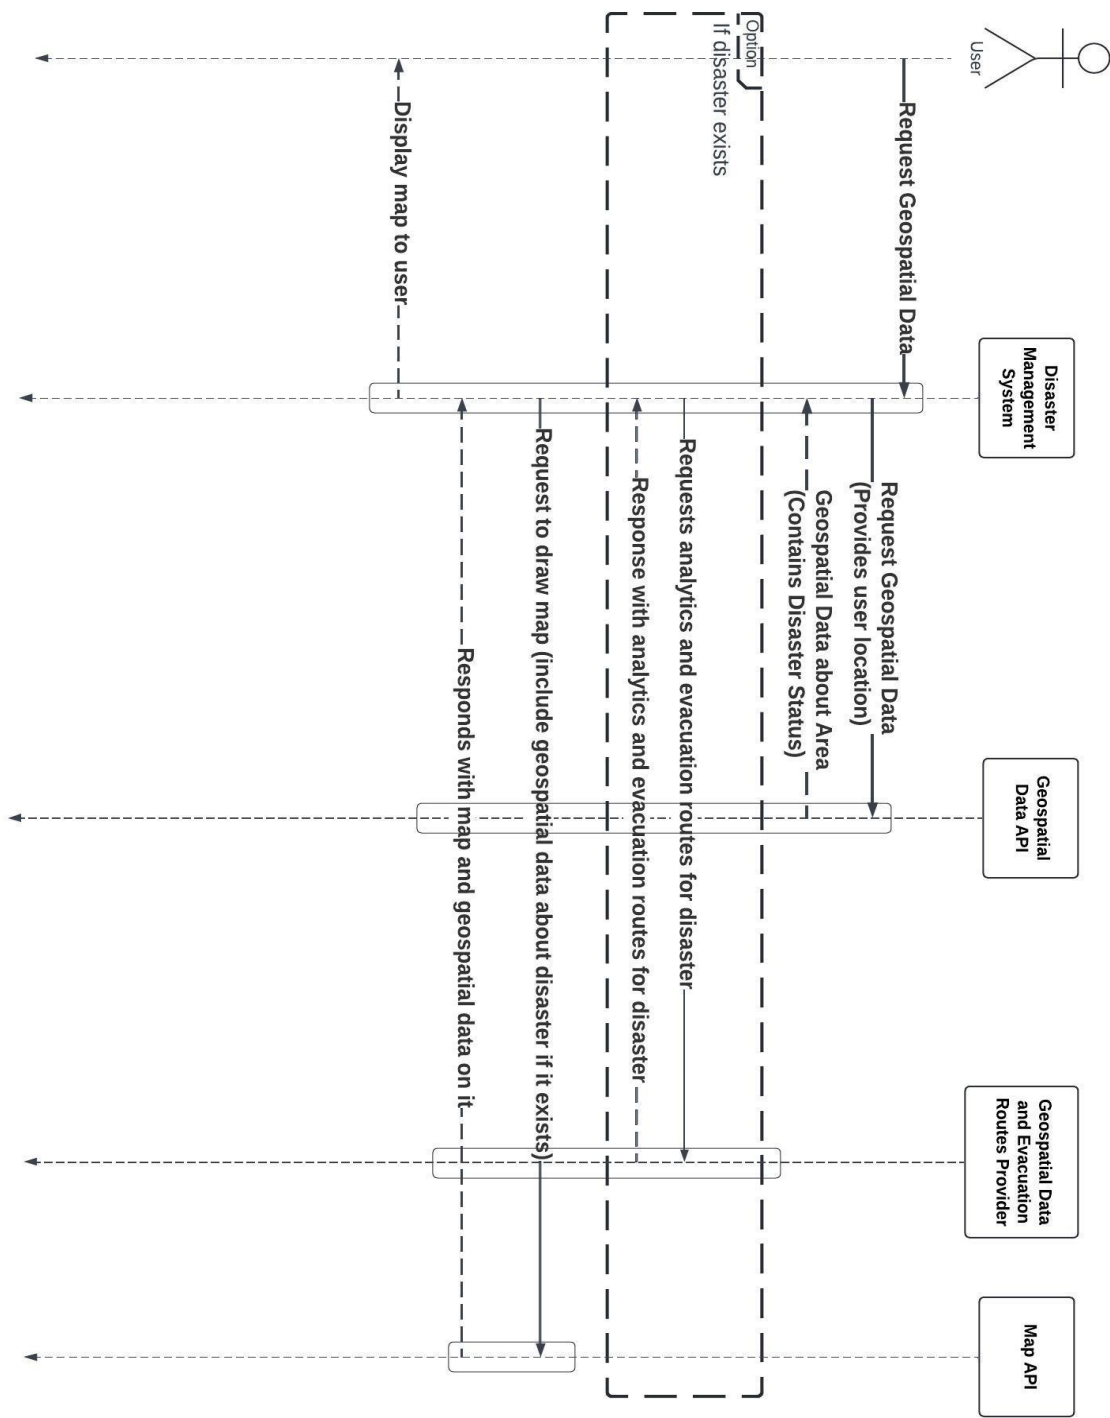 User
Disaster
Management
System
Geospatial
Data API
Geospatial Data
and Evacuation
Routes Provider
Map API
Request Geospatial Data
Request Geospatial Data
(Provides user location)
Geospatial Data about Area
(Contains Disaster Status)
Option
If disaster exists
Requests analytics and evacuation routes for disaster
Response with analytics and evacuation routes for disaster
Request to draw map (include geospatial data about disaster if it exists)
Responds with map and geospatial data on it
Display map to user